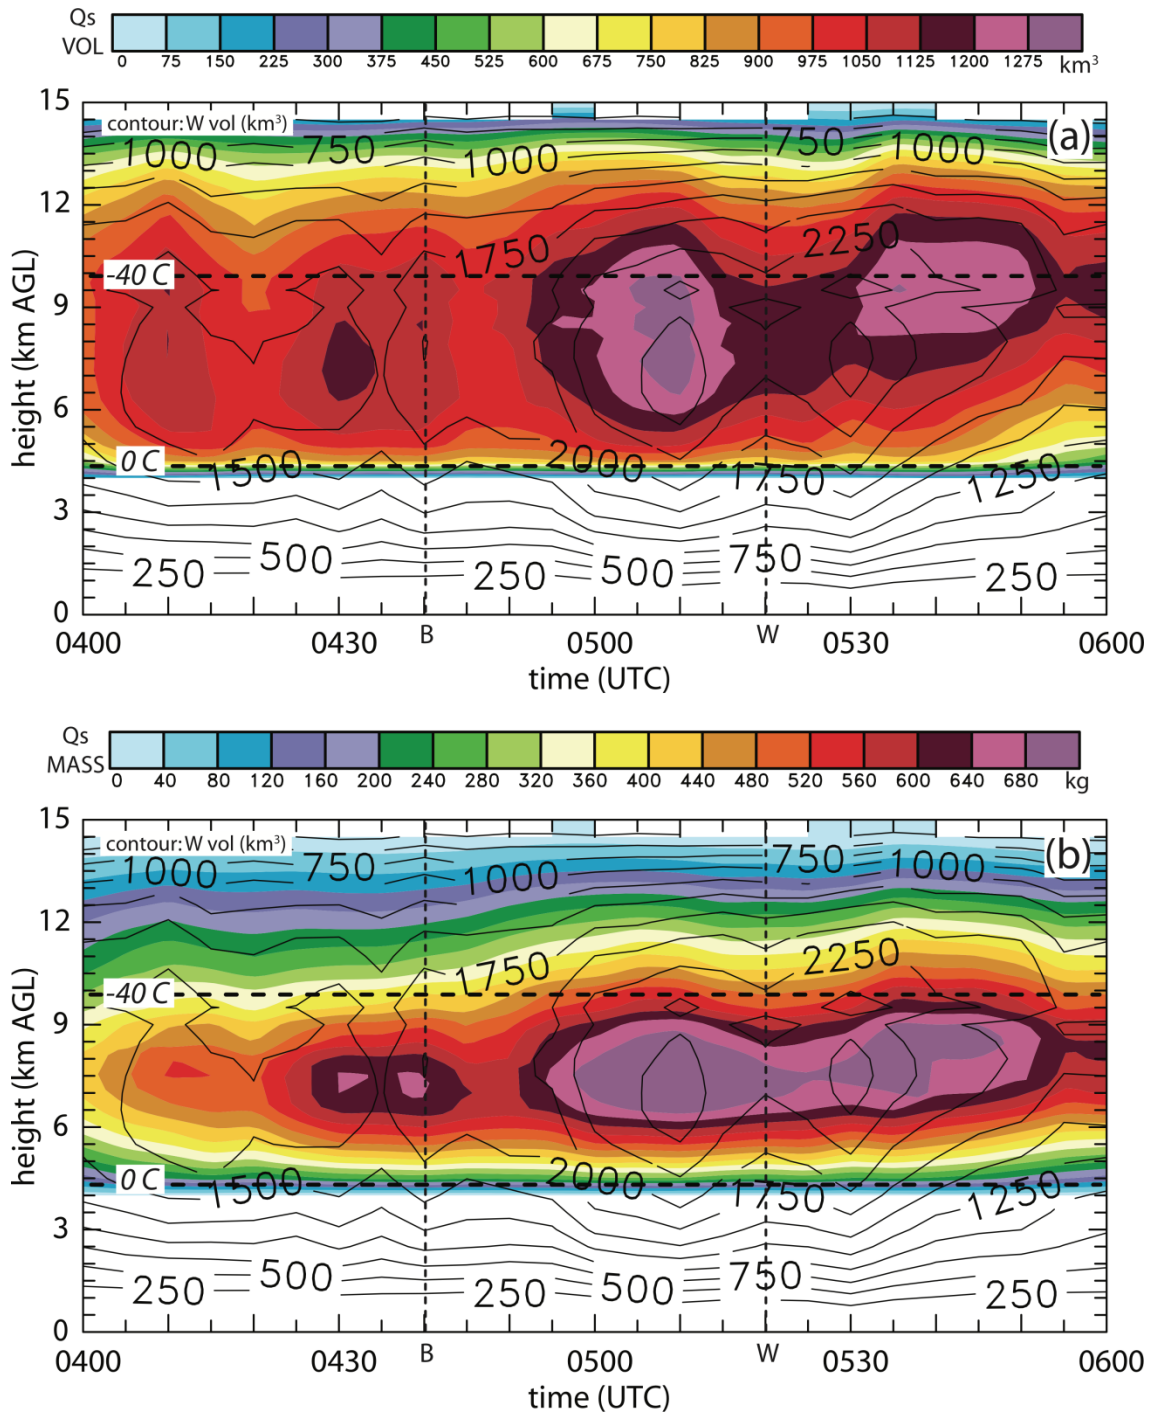 Qs
VOL
0 75 150 225 300 375 450 525 600 675 750 825 900 975 1050 1125 1200 1275 km³
15
contour: W vol (km³)
(a)
1000 750 1000 750 1000
12
1750 2250
-40 C
9
height (km AGL)
6
0 C
1500 2000 1750 1250
3
250 500 250 500 750 250
0
0400 0430 B 0500 W 0530 0600
time (UTC)
Qs
MASS
0 40 80 120 160 200 240 280 320 360 400 440 480 520 560 600 640 680 kg
15
contour: W vol (km³)
(b)
1000 750 1000 750 1000
12
1750 2250
-40 C
9
height (km AGL)
6
0 C
1500 2000 1750 1250
3
250 500 250 500 750 250
0
0400 0430 B 0500 W 0530 0600
time (UTC)